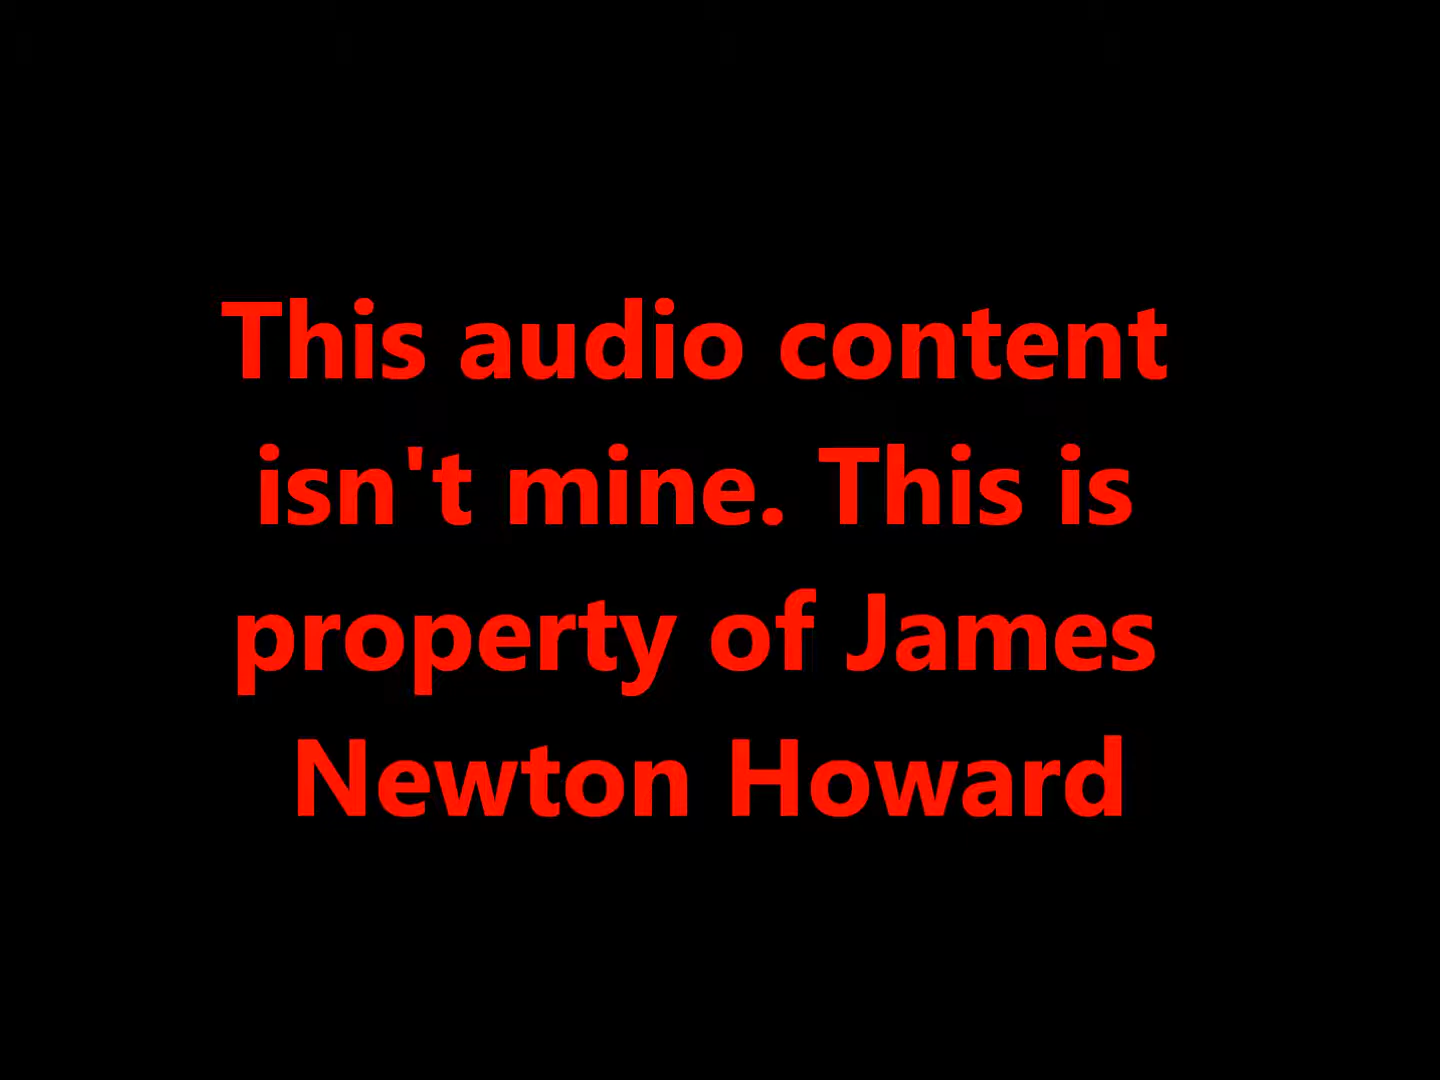 This audio content
isn't mine. This is
property of James
Newton Howard